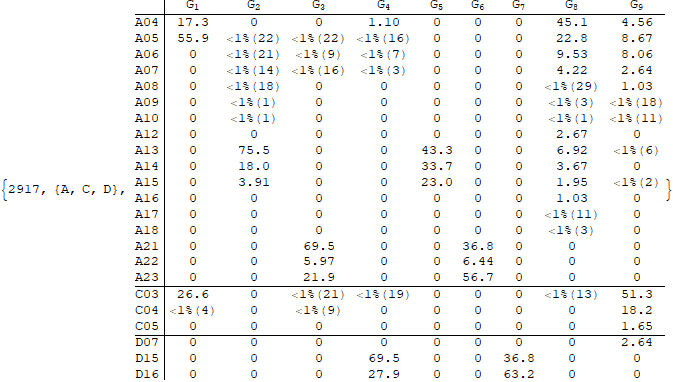 G1 G2 G3 G4 G5 G6 G7 G8 G9
A04 17.3 0 0 1.10 0 0 0 45.1 4.56
A05 55.9 <1%(22) <1%(22) <1%(16) 0 0 0 22.8 8.67
A06 0 <1%(21) <1%(9) <1%(7) 0 0 0 9.53 8.06
A07 0 <1%(14) <1%(16) <1%(3) 0 0 0 4.22 2.64
A08 0 <1%(18) 0 0 0 0 0 <1%(29) 1.03
A09 0 <1%(1) 0 0 0 0 0 <1%(3) <1%(18)
A10 0 <1%(1) 0 0 0 0 0 <1%(1) <1%(11)
A12 0 0 0 0 0 0 0 2.67 0
A13 0 75.5 0 0 43.3 0 0 6.92 <1%(6)
A14 0 18.0 0 0 33.7 0 0 3.67 0
{2917, {A, C, D}, A15 0 3.91 0 0 23.0 0 0 1.95 <1%(2) }
A16 0 0 0 0 0 0 0 1.03 0
A17 0 0 0 0 0 0 0 <1%(11) 0
A18 0 0 0 0 0 0 0 <1%(3) 0
A21 0 0 69.5 0 0 36.8 0 0 0
A22 0 0 5.97 0 0 6.44 0 0 0
A23 0 0 21.9 0 0 56.7 0 0 0
C03 26.6 0 <1%(21) <1%(19) 0 0 0 <1%(13) 51.3
C04 <1%(4) 0 <1%(9) 0 0 0 0 0 18.2
C05 0 0 0 0 0 0 0 0 1.65
D07 0 0 0 0 0 0 0 0 2.64
D15 0 0 0 69.5 0 0 36.8 0 0
D16 0 0 0 27.9 0 0 63.2 0 0